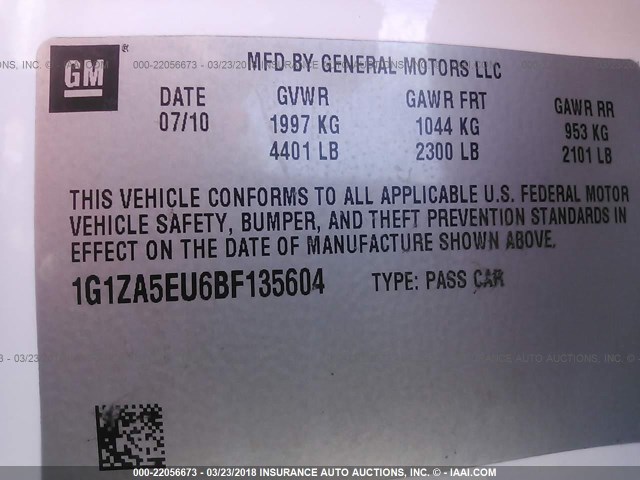 GM®
MFD BY GENERAL MOTORS LLC
DATE GVWR GAWR FRT GAWR RR
07/10 1997 KG 1044 KG 953 KG
4401 LB 2300 LB 2101 LB
THIS VEHICLE CONFORMS TO ALL APPLICABLE U.S. FEDERAL MOTOR
VEHICLE SAFETY, BUMPER, AND THEFT PREVENTION STANDARDS IN
EFFECT ON THE DATE OF MANUFACTURE SHOWN ABOVE.
1G1ZA5EU6BF135604 TYPE: PASS CAR
000-22056673 - 03/23/2018 INSURANCE AUTO AUCTIONS, INC. - © - IAAI.COM